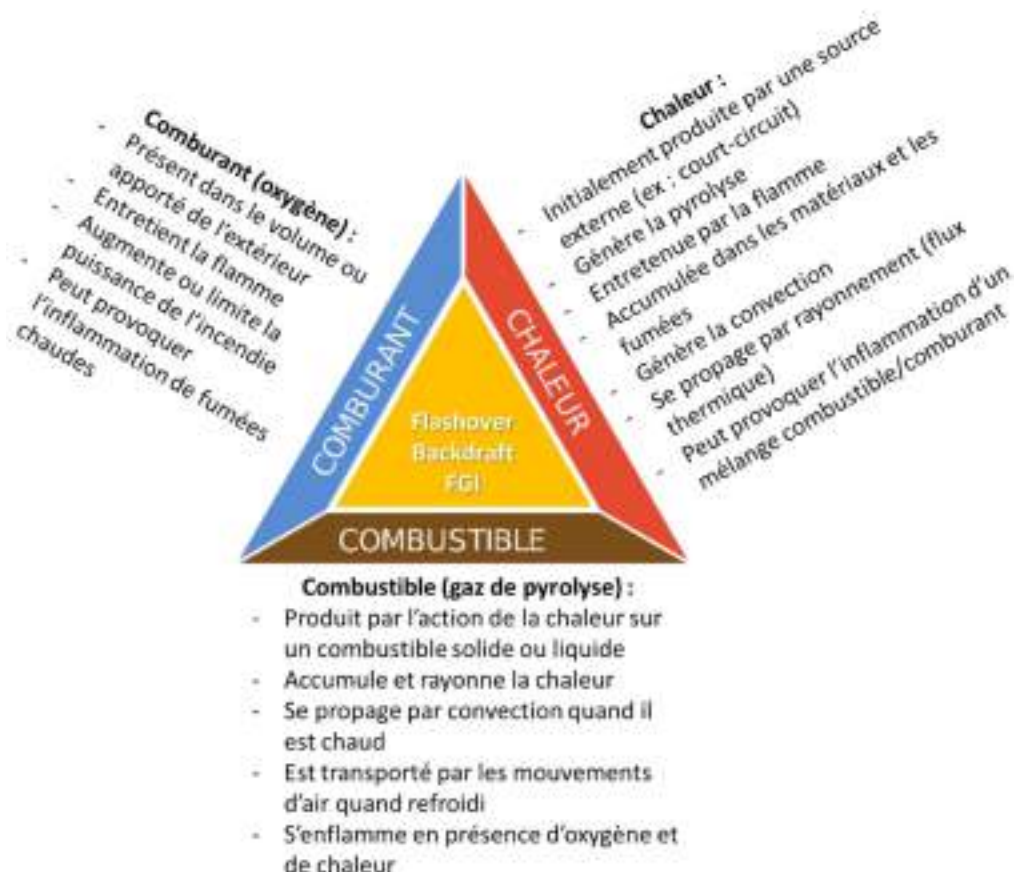 Comburant (oxygène) :
- Présent dans le volume ou
apporté de l'extérieur
- Entretient la flamme
- Augmente ou limite la
puissance de l'incendie
- Peut provoquer
l'inflammation de fumées
chaudes
Chaleur :
- Initialement produite par une source
externe (ex : court-circuit)
- Génère la pyrolyse
- Entretenue par la flamme
- Accumulée dans les matériaux et les
fumées
- Génère la convection
- Se propage par rayonnement (flux
thermique)
- Peut provoquer l'inflammation d'un
mélange combustible/comburant
COMBURANT
CHALEUR
Flashover
Backdraft
FGI
COMBUSTIBLE
Combustible (gaz de pyrolyse) :
- Produit par l'action de la chaleur sur
un combustible solide ou liquide
- Accumule et rayonne la chaleur
- Se propage par convection quand il
est chaud
- Est transporté par les mouvements
d'air quand refroidi
- S'enflamme en présence d'oxygène et
de chaleur